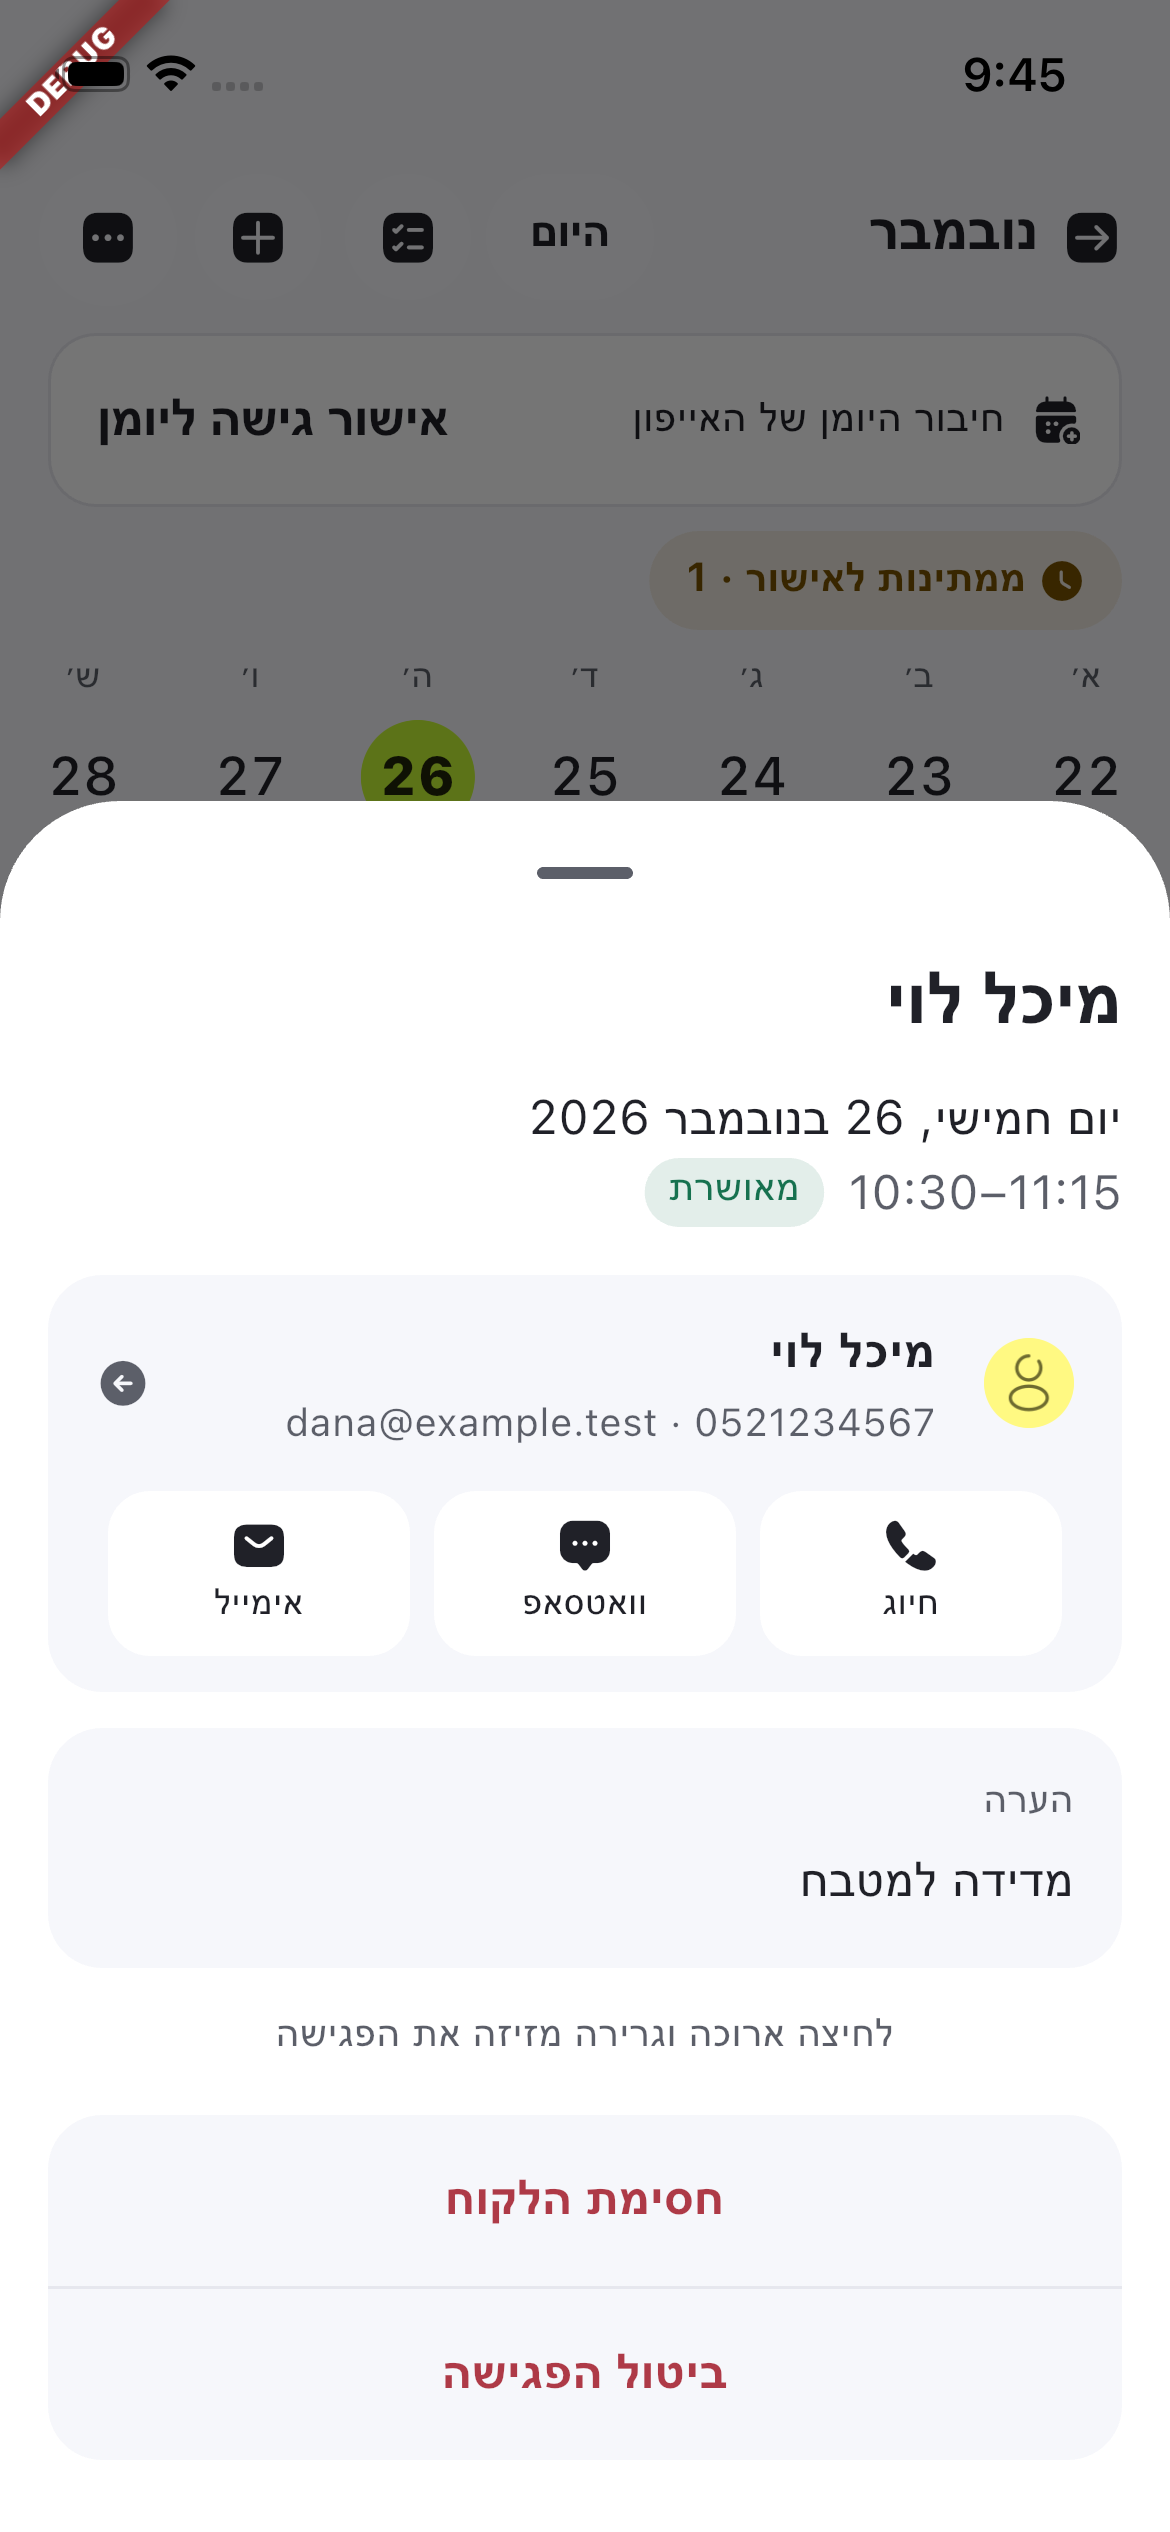 DEBUG
9:45
נובמבר
היום
חיבור היומן של האייפון
אישור גישה ליומן
ממתינות לאישור · 1
א׳ ב׳ ג׳ ד׳ ה׳ ו׳ ש׳
22 23 24 25 26 27 28
מיכל לוי
יום חמישי, 26 בנובמבר 2026
10:30–11:15 מאושרת
מיכל לוי
dana@example.test · 0521234567
חיוג
וואטסאפ
אימייל
הערה
מדידה למטבח
לחיצה ארוכה וגרירה מזיזה את הפגישה
חסימת הלקוח
ביטול הפגישה